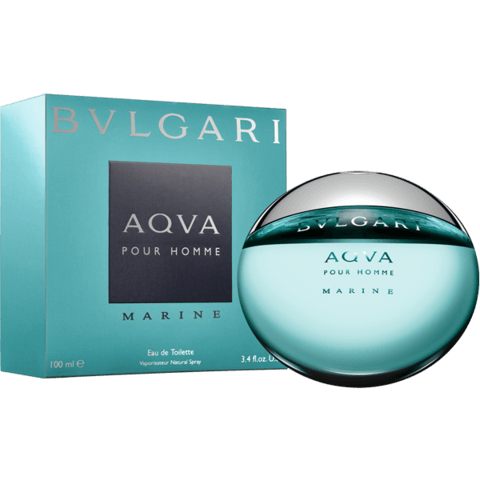 BVLGARI
AQVA
POUR HOMME
MARINE
Eau de Toilette
Vaporisateur Natural Spray
100 ml ℮
3.4 fl.oz.
BVLGARI
AQVA
POUR HOMME
MARINE